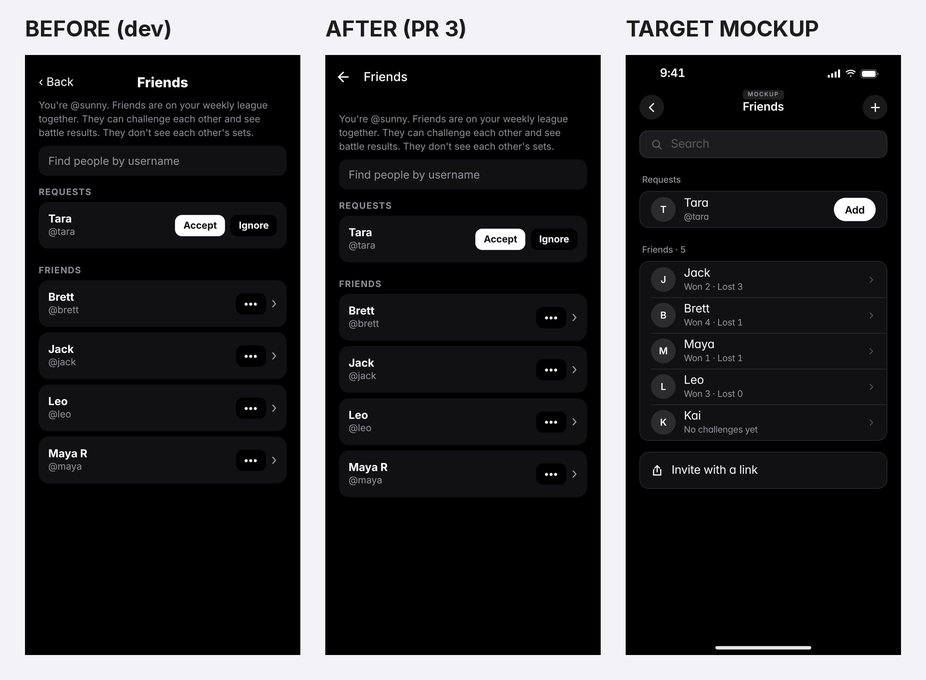 BEFORE (dev)
‹ Back
Friends
You're @sunny. Friends are on your weekly league
together. They can challenge each other and see
battle results. They don't see each other's sets.
Find people by username
REQUESTS
Tara
@tara
Accept
Ignore
FRIENDS
Brett
@brett
Jack
@jack
Leo
@leo
Maya R
@maya
AFTER (PR 3)
Friends
You're @sunny. Friends are on your weekly league
together. They can challenge each other and see
battle results. They don't see each other's sets.
Find people by username
REQUESTS
Tara
@tara
Accept
Ignore
FRIENDS
Brett
@brett
Jack
@jack
Leo
@leo
Maya R
@maya
TARGET MOCKUP
9:41
MOCKUP
Friends
Search
Requests
T
Tara
@tara
Add
Friends · 5
J
Jack
Won 2 · Lost 3
B
Brett
Won 4 · Lost 1
M
Maya
Won 1 · Lost 1
L
Leo
Won 3 · Lost 0
K
Kai
No challenges yet
Invite with a link